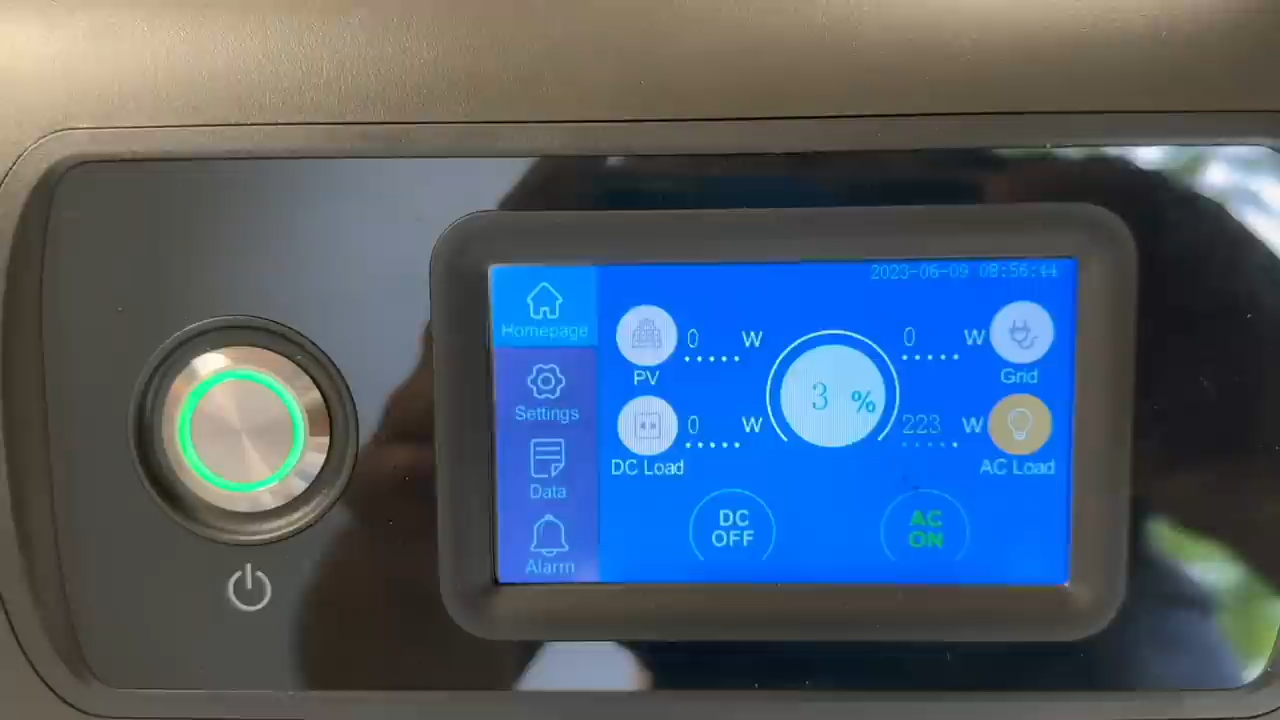 2023-06-09 08:56:44
Homepage
Settings
Data
Alarm
0 W
PV
0 W
DC Load
3 %
0 W
Grid
223 W
AC Load
DC
OFF
AC
ON